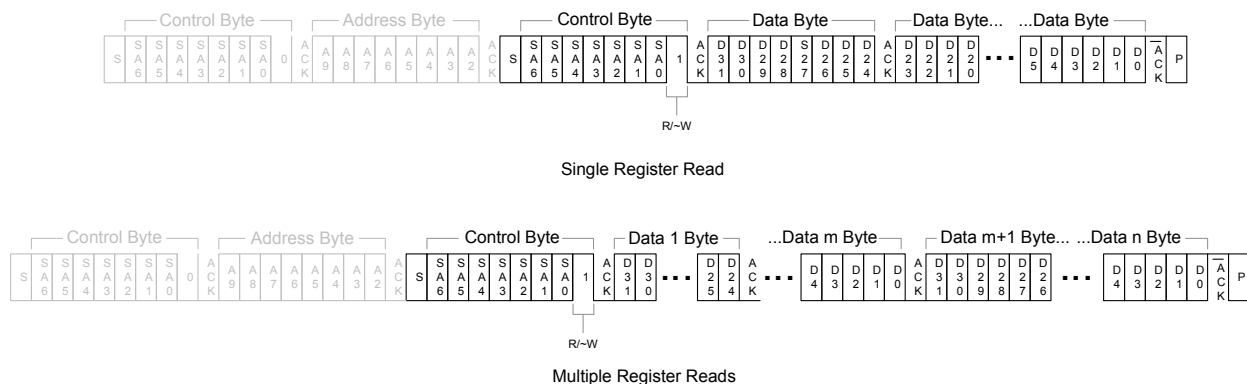 Control Byte Address Byte Control Byte Data Byte Data Byte... ...Data Byte
S SA6 SA5 SA4 SA3 SA2 SA1 SA0 0 ACK A9 A8 A7 A6 A5 A4 A3 A2 ACK S SA6 SA5 SA4 SA3 SA2 SA1 SA0 1 ACK D31 D30 D29 D28 S27 D26 D25 D24 ACK D23 D22 D21 D20 ... D5 D4 D3 D2 D1 D0 A̅CK P
R/~W
Single Register Read
Control Byte Address Byte Control Byte Data 1 Byte ...Data m Byte Data m+1 Byte... ...Data n Byte
S SA6 SA5 SA4 SA3 SA2 SA1 SA0 0 ACK A9 A8 A7 A6 A5 A4 A3 A2 ACK S SA6 SA5 SA4 SA3 SA2 SA1 SA0 1 ACK D31 D30 ... D25 D24 ACK ... D4 D3 D2 D1 D0 ACK D31 D30 D29 D28 D27 D26 ... D4 D3 D2 D1 D0 A̅CK P
R/~W
Multiple Register Reads